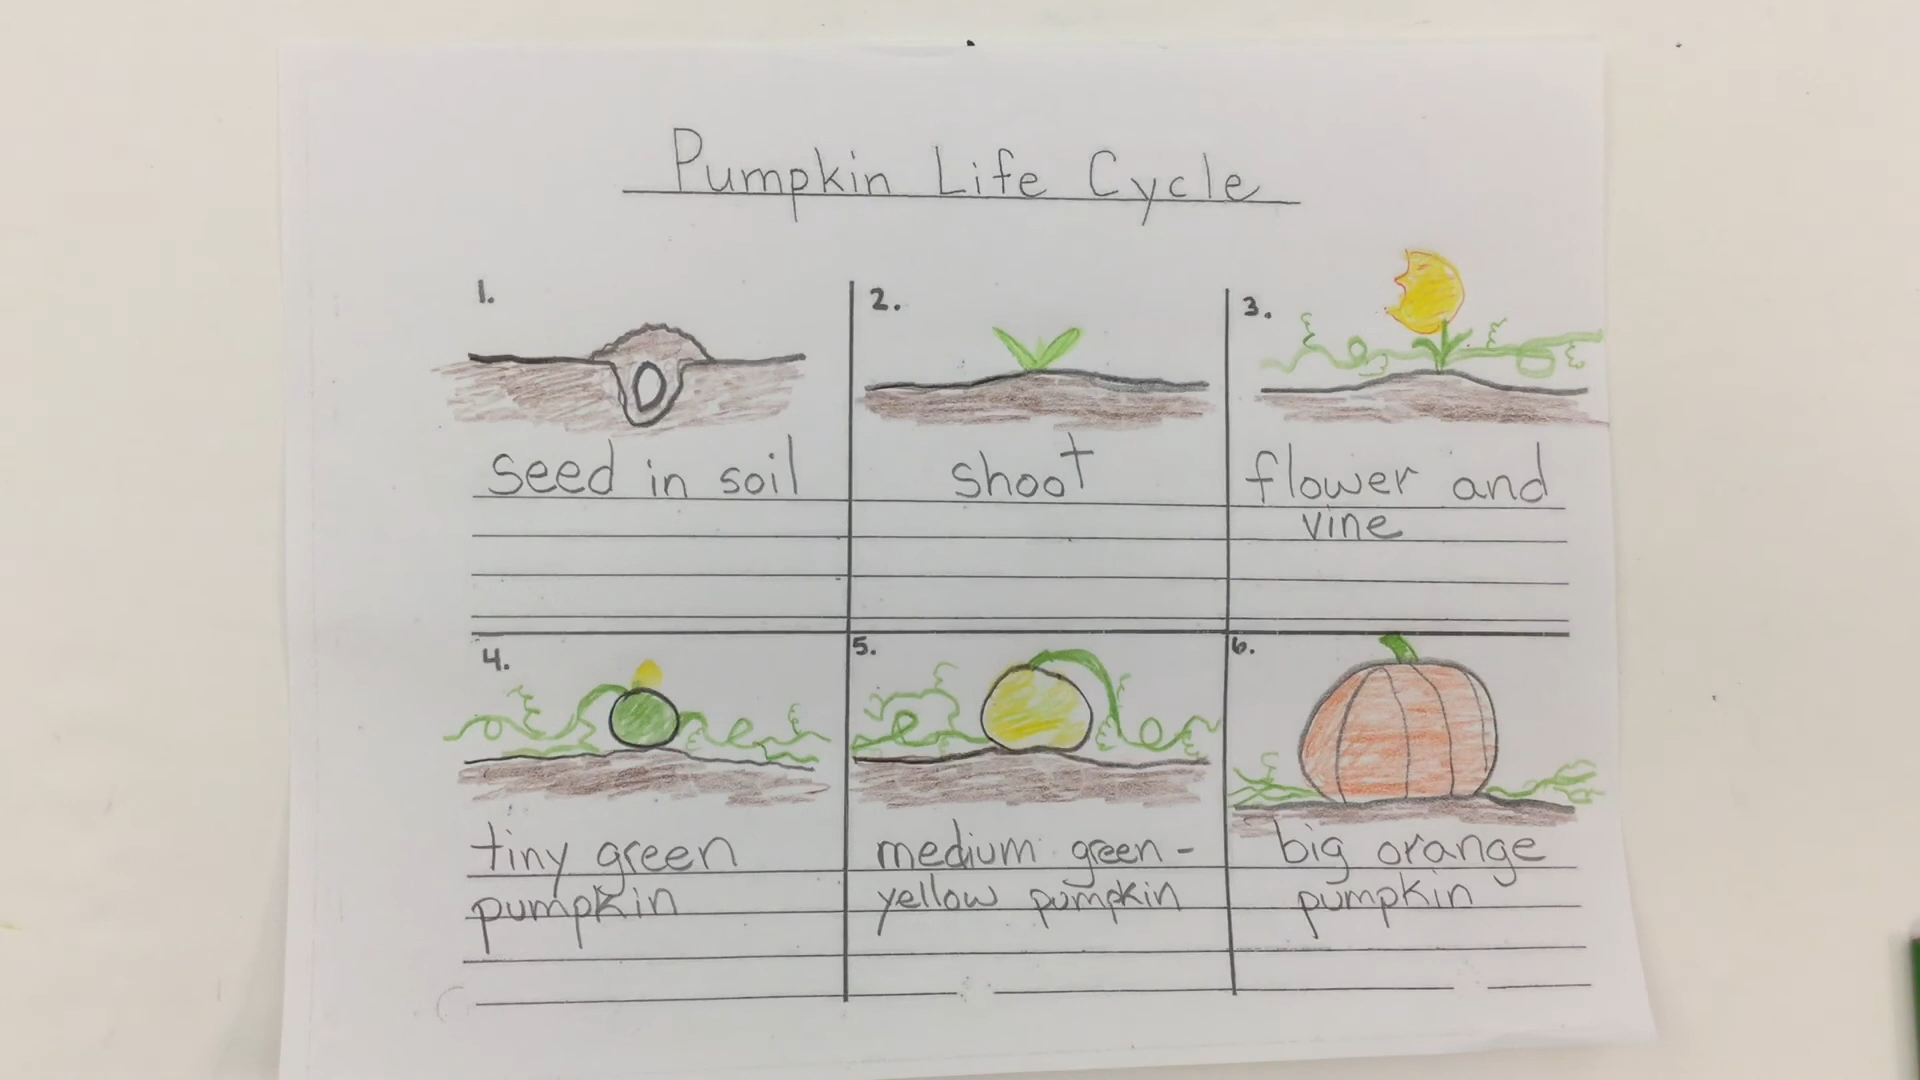 Pumpkin Life Cycle
1.
seed in soil
2.
shoot
3.
flower and
vine
4.
tiny green
pumpkin
5.
medium green-
yellow pumpkin
6.
big orange
pumpkin